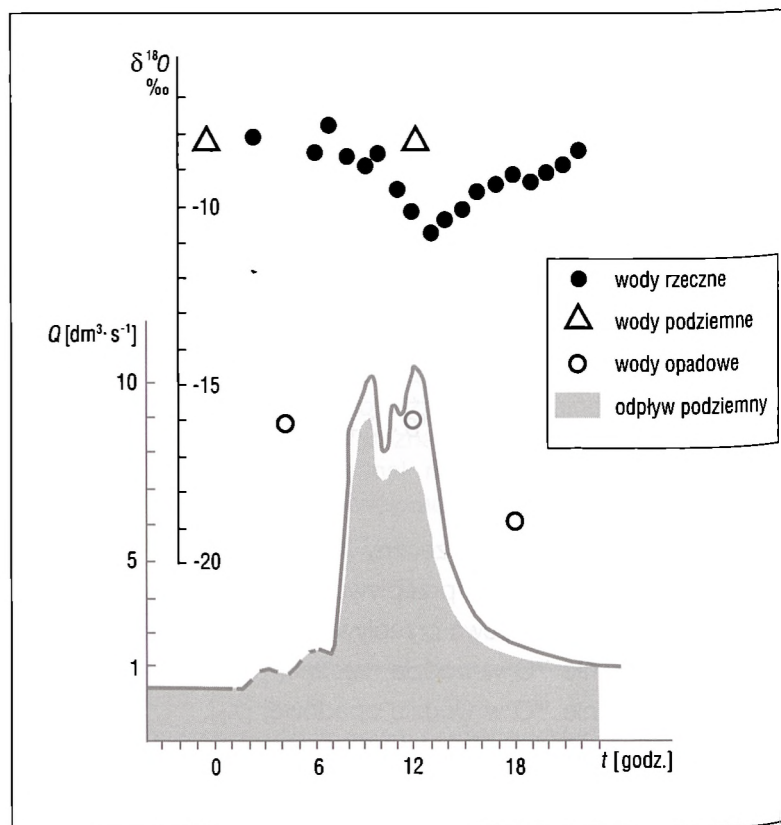 δ¹⁸O
‰
-10
-15
-20
Q [dm³· s⁻¹]
10
5
1
0
6
12
18
t [godz.]
wody rzeczne
wody podziemne
wody opadowe
odpływ podziemny